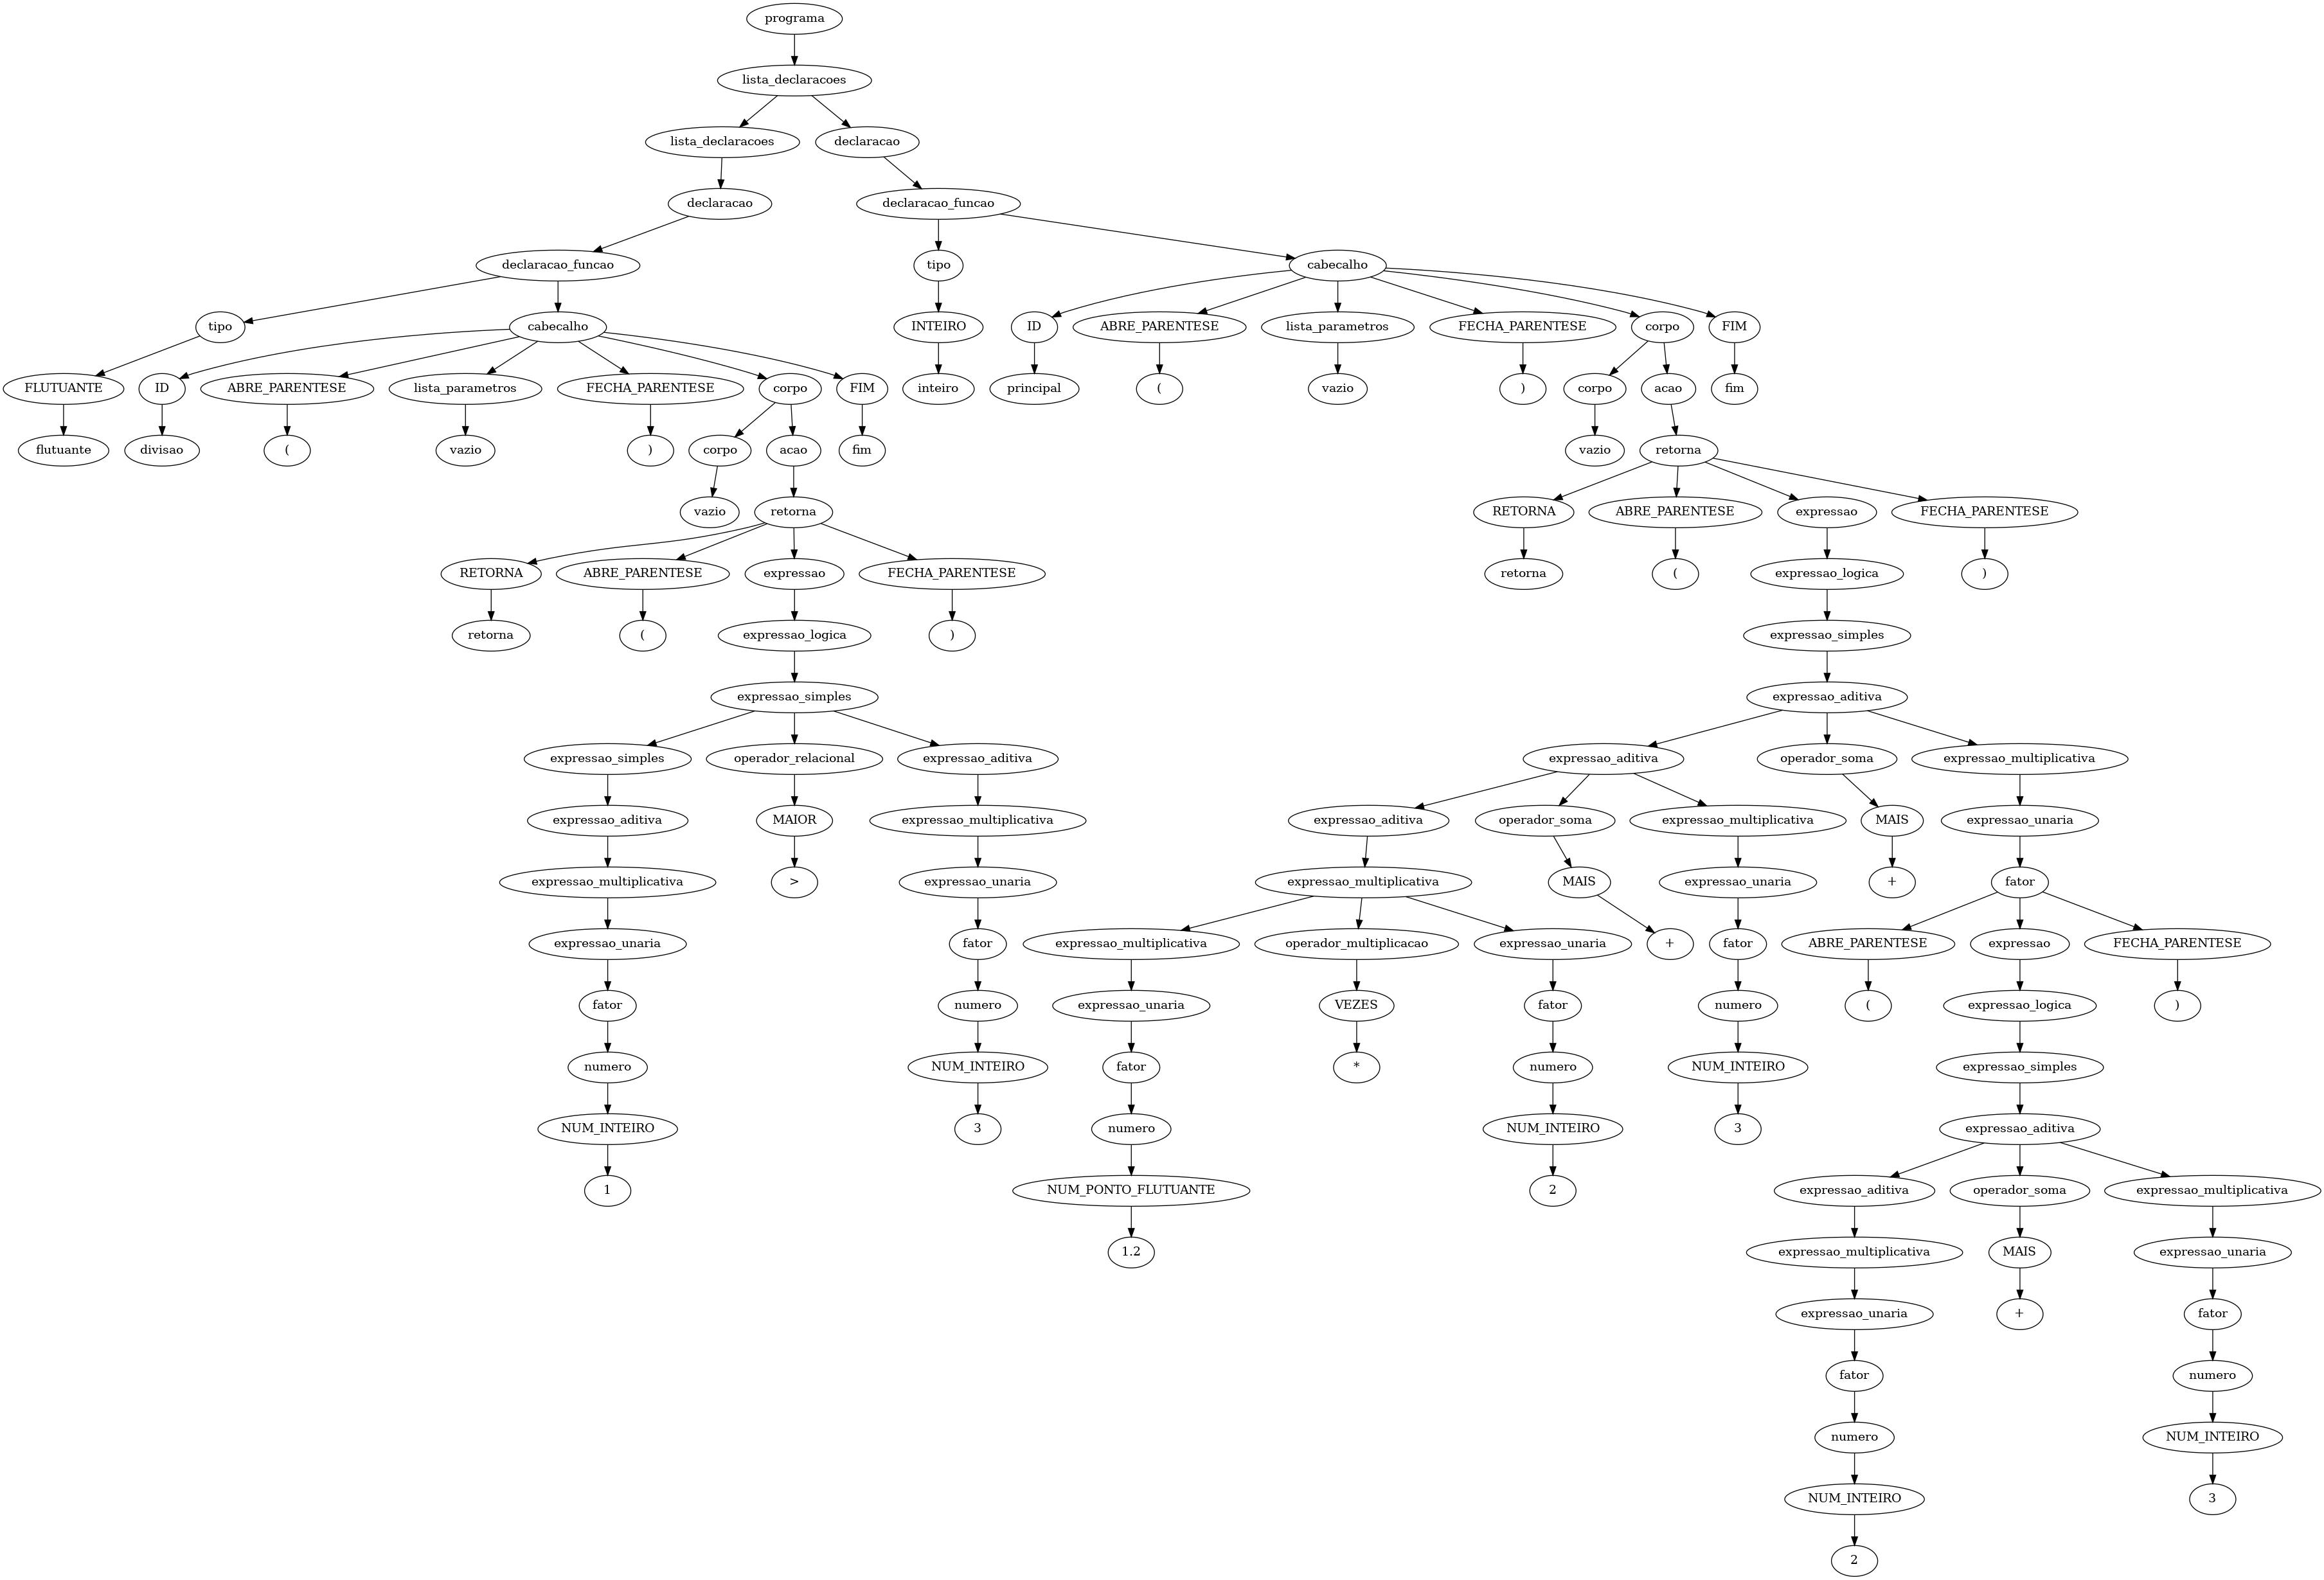 programa
lista_declaracoes
lista_declaracoes declaracao
declaracao declaracao_funcao
declaracao_funcao tipo cabecalho
tipo cabecalho INTEIRO ID ABRE_PARENTESE lista_parametros FECHA_PARENTESE corpo FIM
FLUTUANTE ID ABRE_PARENTESE lista_parametros FECHA_PARENTESE corpo FIM inteiro principal ( vazio ) corpo acao fim
flutuante divisao ( vazio ) corpo acao fim vazio retorna
vazio retorna RETORNA ABRE_PARENTESE expressao FECHA_PARENTESE
RETORNA ABRE_PARENTESE expressao FECHA_PARENTESE retorna ( expressao_logica )
retorna ( expressao_logica ) expressao_simples
expressao_simples expressao_aditiva
expressao_simples operador_relacional expressao_aditiva expressao_aditiva operador_soma expressao_multiplicativa
expressao_aditiva MAIOR expressao_multiplicativa expressao_aditiva operador_soma expressao_multiplicativa MAIS expressao_unaria
expressao_multiplicativa > expressao_unaria expressao_multiplicativa MAIS expressao_unaria + fator
expressao_unaria fator expressao_multiplicativa operador_multiplicacao expressao_unaria + fator ABRE_PARENTESE expressao FECHA_PARENTESE
fator numero expressao_unaria VEZES fator numero ( expressao_logica )
numero NUM_INTEIRO fator * numero NUM_INTEIRO expressao_simples
NUM_INTEIRO 3 numero NUM_INTEIRO 3 expressao_aditiva
1 NUM_PONTO_FLUTUANTE 2 expressao_aditiva operador_soma expressao_multiplicativa
1.2 expressao_multiplicativa MAIS expressao_unaria
expressao_unaria + fator
fator numero
numero NUM_INTEIRO
NUM_INTEIRO 3
2